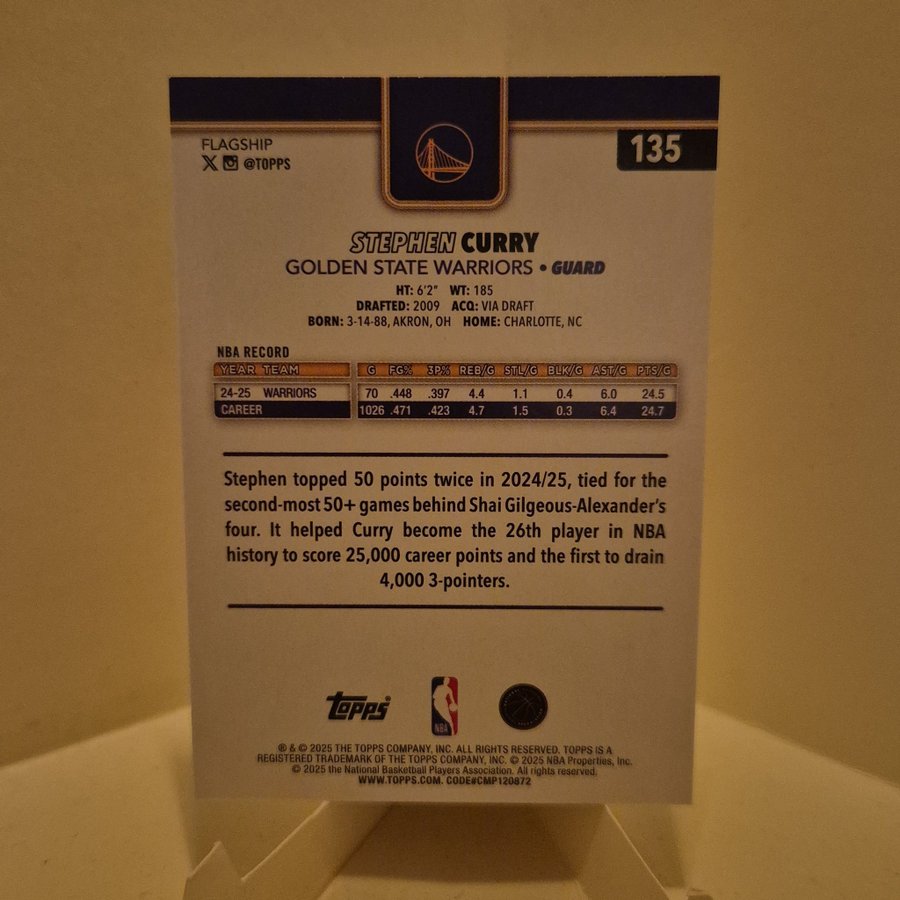 FLAGSHIP
X @TOPPS
135
STEPHEN CURRY
GOLDEN STATE WARRIORS • GUARD
HT: 6'2" WT: 185
DRAFTED: 2009 ACQ: VIA DRAFT
BORN: 3-14-88, AKRON, OH HOME: CHARLOTTE, NC
NBA RECORD
YEAR TEAM G FG% 3P% REB/G STL/G BLK/G AST/G PTS/G
24-25 WARRIORS 70 .448 .397 4.4 1.1 0.4 6.0 24.5
CAREER 1026 .471 .423 4.7 1.5 0.3 6.4 24.7
Stephen topped 50 points twice in 2024/25, tied for the
second-most 50+ games behind Shai Gilgeous-Alexander's
four. It helped Curry become the 26th player in NBA
history to score 25,000 career points and the first to drain
4,000 3-pointers.
topps®
NBA
® & © 2025 THE TOPPS COMPANY, INC. ALL RIGHTS RESERVED. TOPPS IS A
REGISTERED TRADEMARK OF THE TOPPS COMPANY, INC. © 2025 NBA Properties, Inc.
© 2025 the National Basketball Players Association. All rights reserved.
WWW.TOPPS.COM. CODE#CMP120872